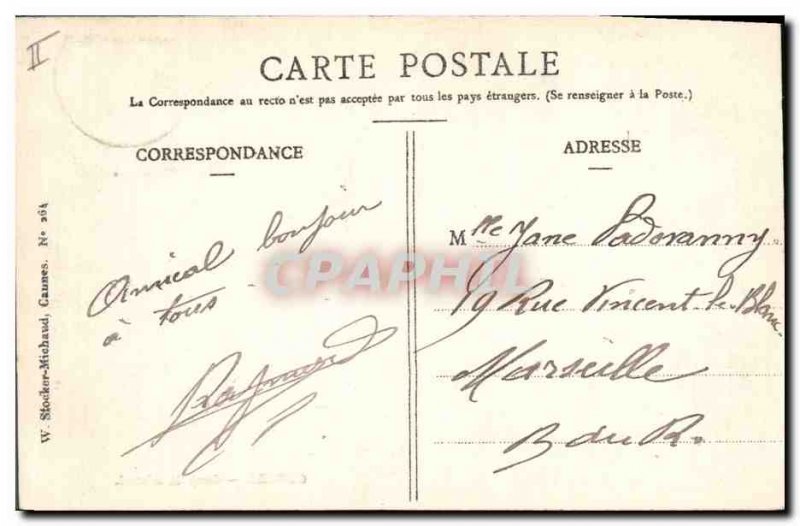 II
CARTE POSTALE
La Correspondance au recto n'est pas acceptée par tous les pays étrangers. (Se renseigner à la Poste.)
CORRESPONDANCE
ADRESSE
Amical bonjour
à tous
Raymond
Mlle Jane Padovanny
19 Rue Vincent-le-Blanc
Marseille
B du R.
W. Stocker-Michaud, Cannes. No 264
CPAPHIL